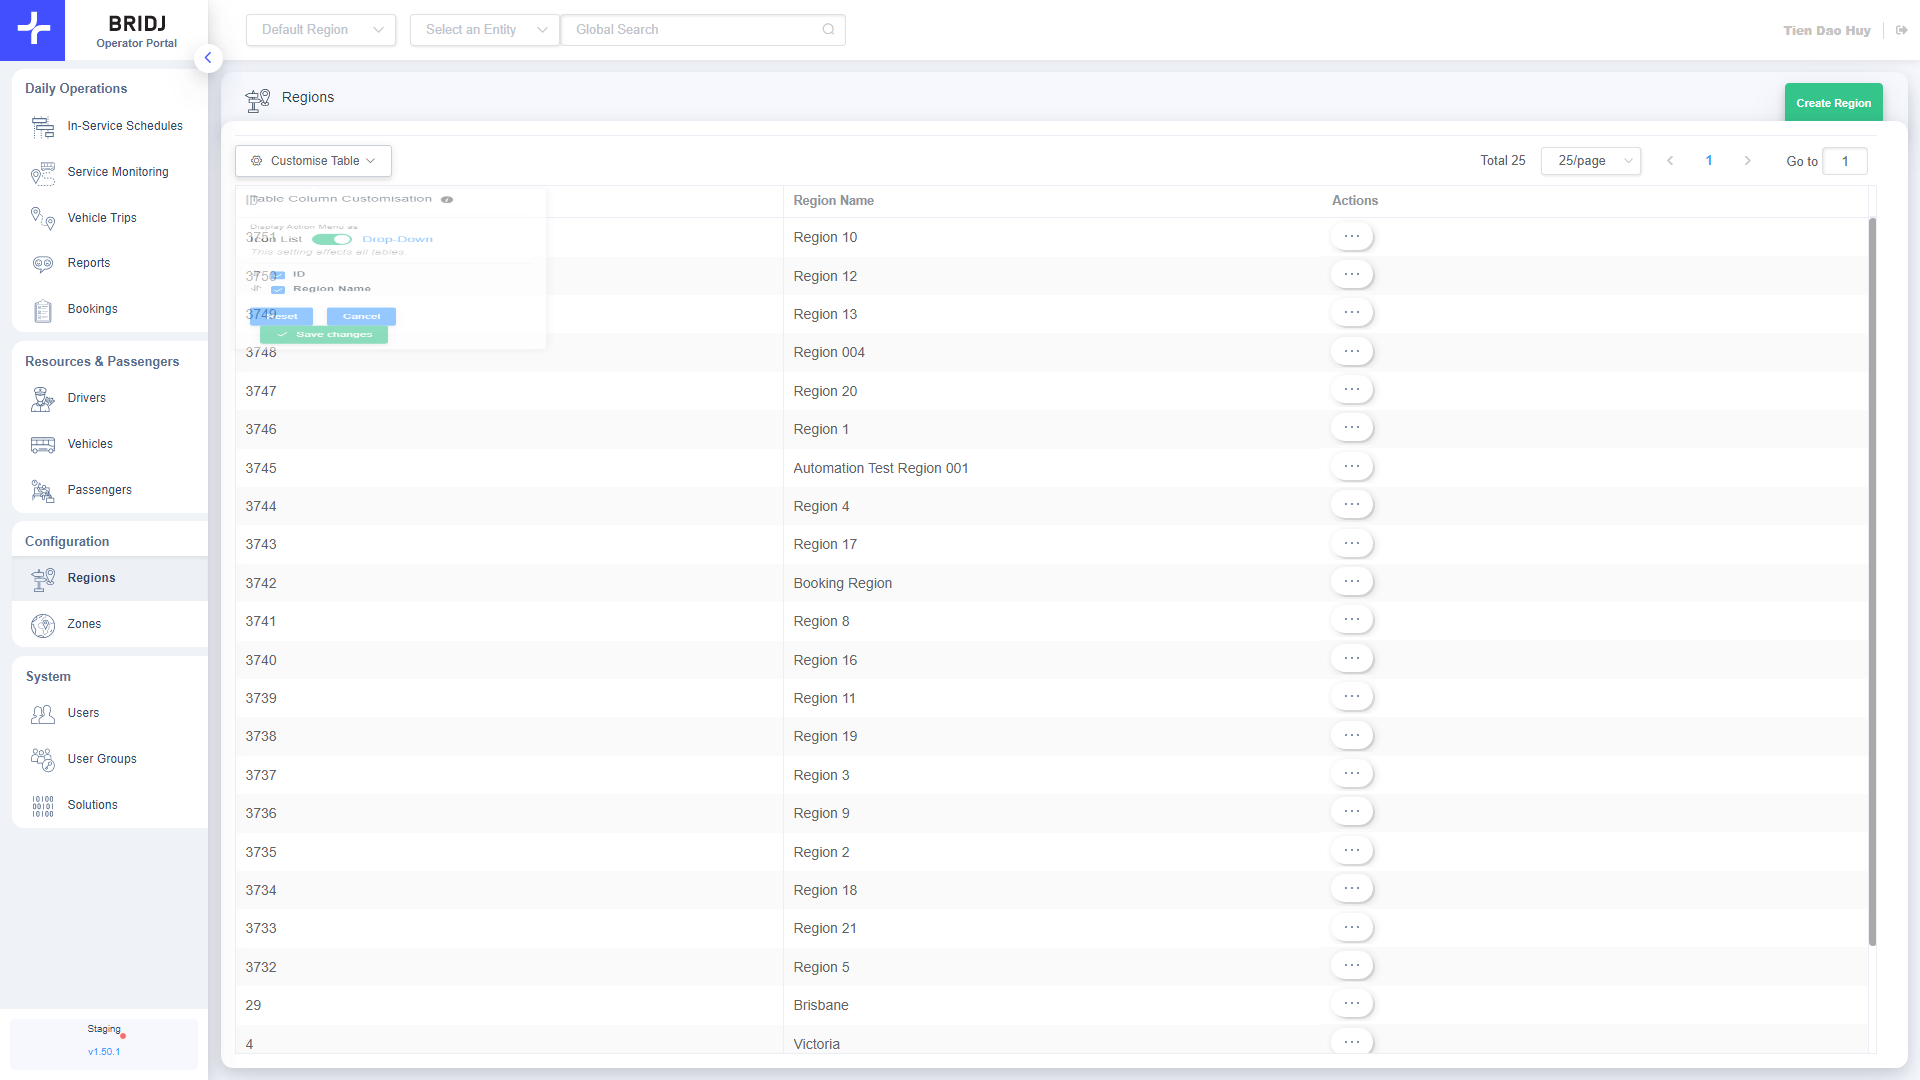 BRIDJ
Operator Portal
Default Region
Select an Entity
Global Search
Tien Dao Huy
Daily Operations
In-Service Schedules
Service Monitoring
Vehicle Trips
Reports
Bookings
Resources & Passengers
Drivers
Vehicles
Passengers
Configuration
Regions
Zones
System
Users
User Groups
Solutions
Staging
v1.50.1
Regions
Create Region
Customise Table
Total 25
25/page
1
Go to
1
ID
Region Name
Actions
Table Column Customisation
Display Action Menu as
Icon List
Drop-Down
This setting effects all tables.
ID
Region Name
Reset
Cancel
Save changes
3751
Region 10
3750
Region 12
3749
Region 13
3748
Region 004
3747
Region 20
3746
Region 1
3745
Automation Test Region 001
3744
Region 4
3743
Region 17
3742
Booking Region
3741
Region 8
3740
Region 16
3739
Region 11
3738
Region 19
3737
Region 3
3736
Region 9
3735
Region 2
3734
Region 18
3733
Region 21
3732
Region 5
29
Brisbane
4
Victoria